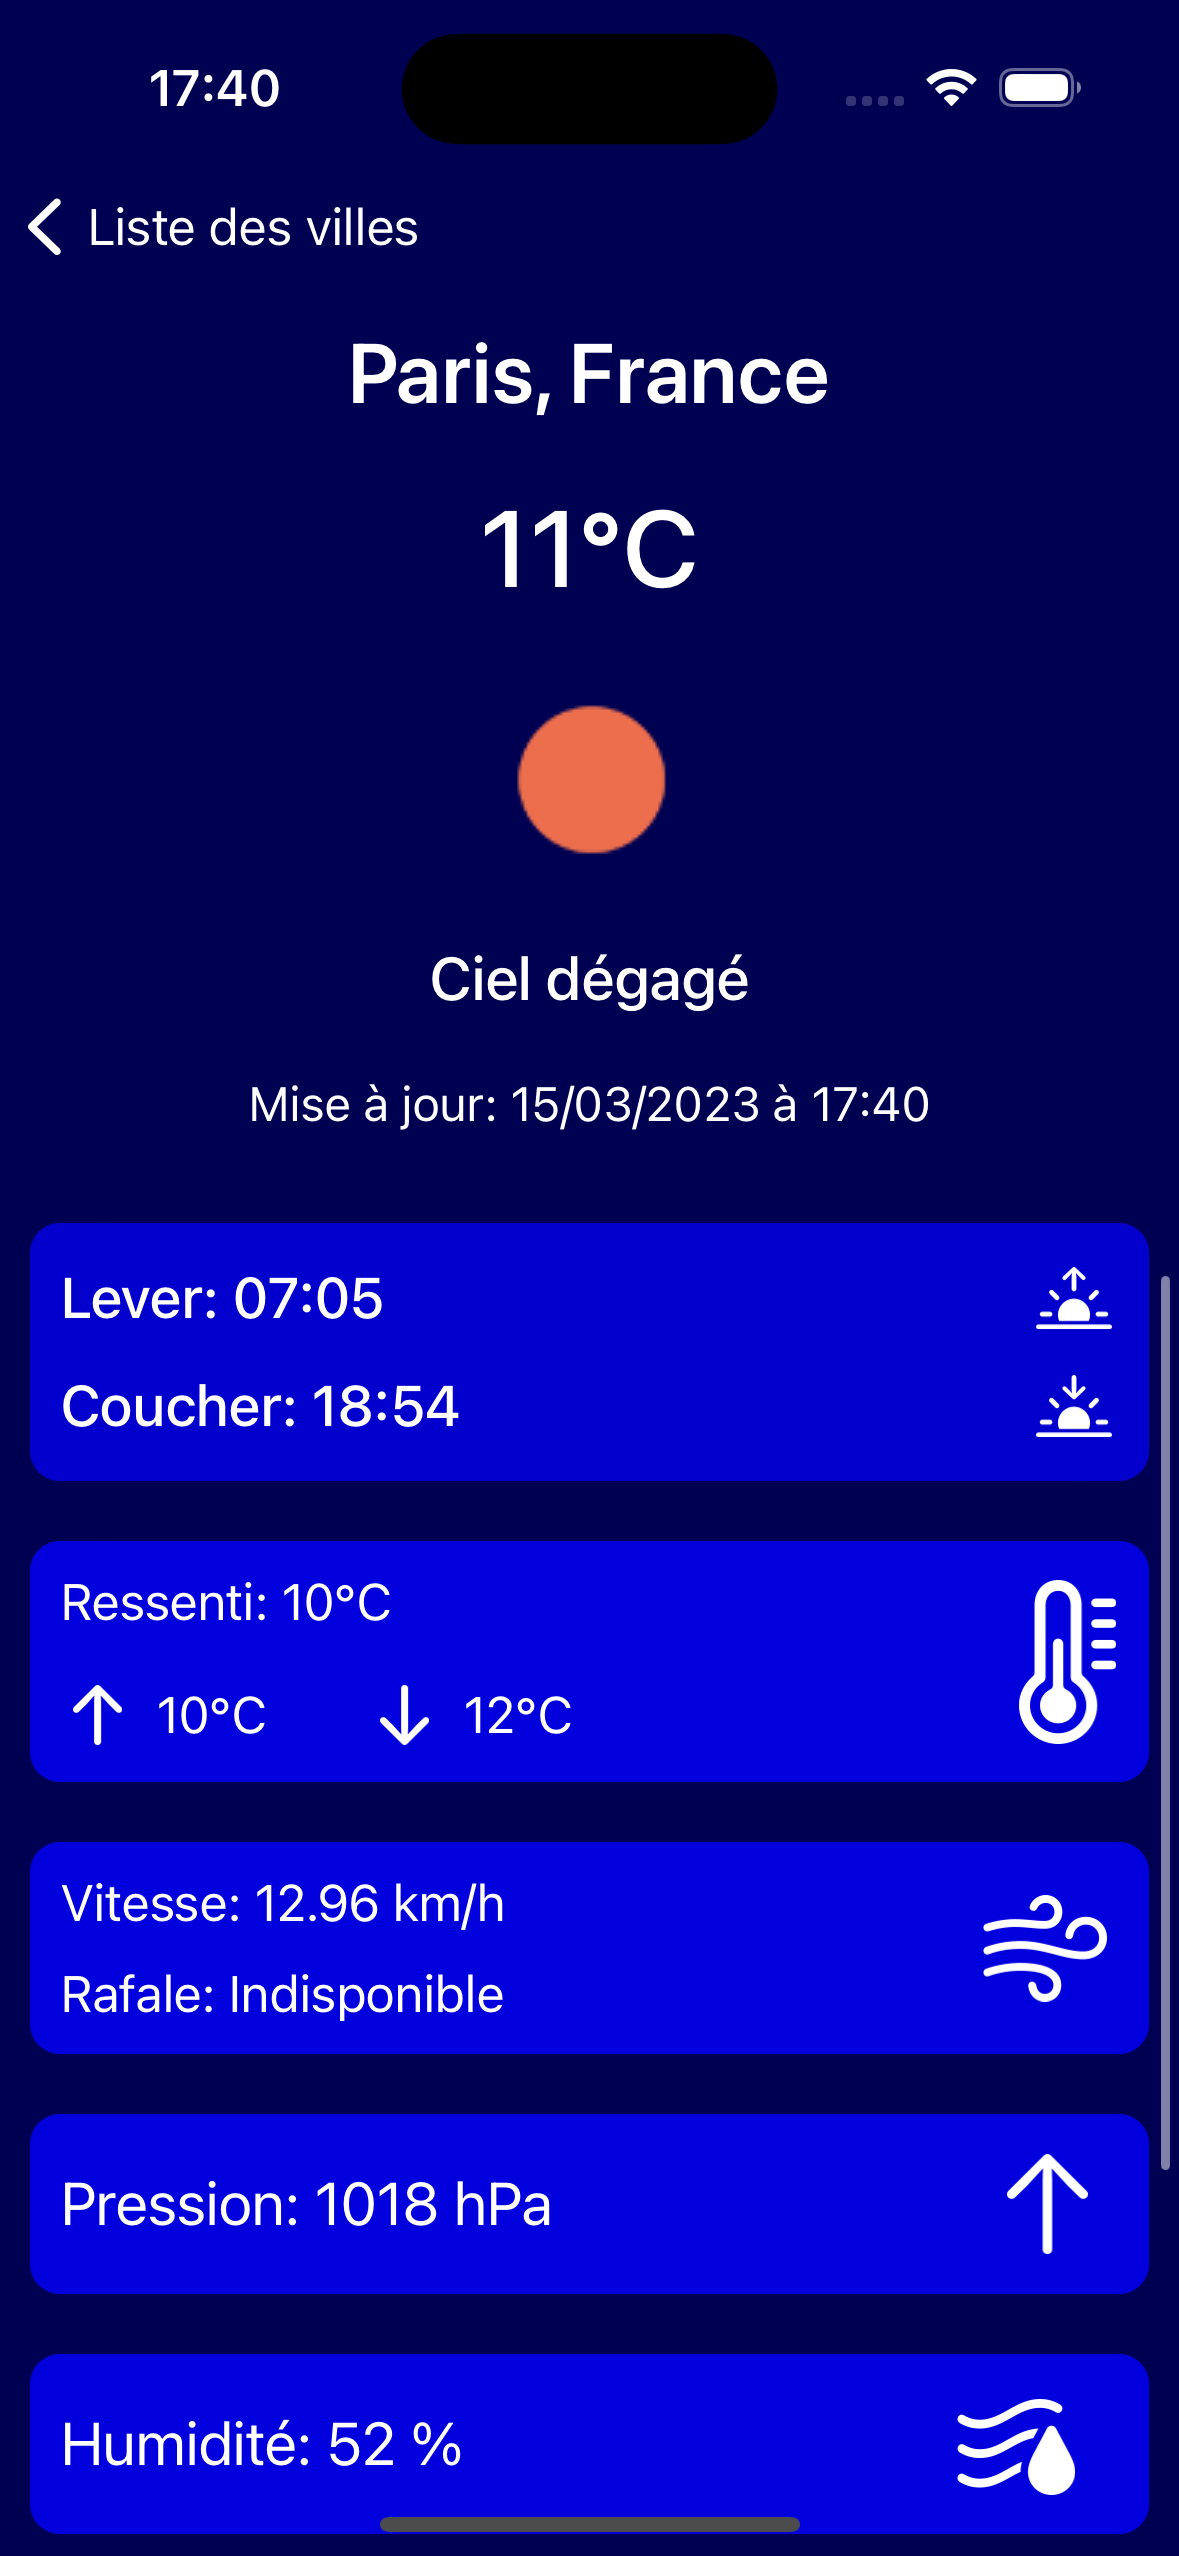 17:40
Liste des villes
Paris, France
11°C
Ciel dégagé
Mise à jour: 15/03/2023 à 17:40
Lever: 07:05
Coucher: 18:54
Ressenti: 10°C
10°C 12°C
Vitesse: 12.96 km/h
Rafale: Indisponible
Pression: 1018 hPa
Humidité: 52 %